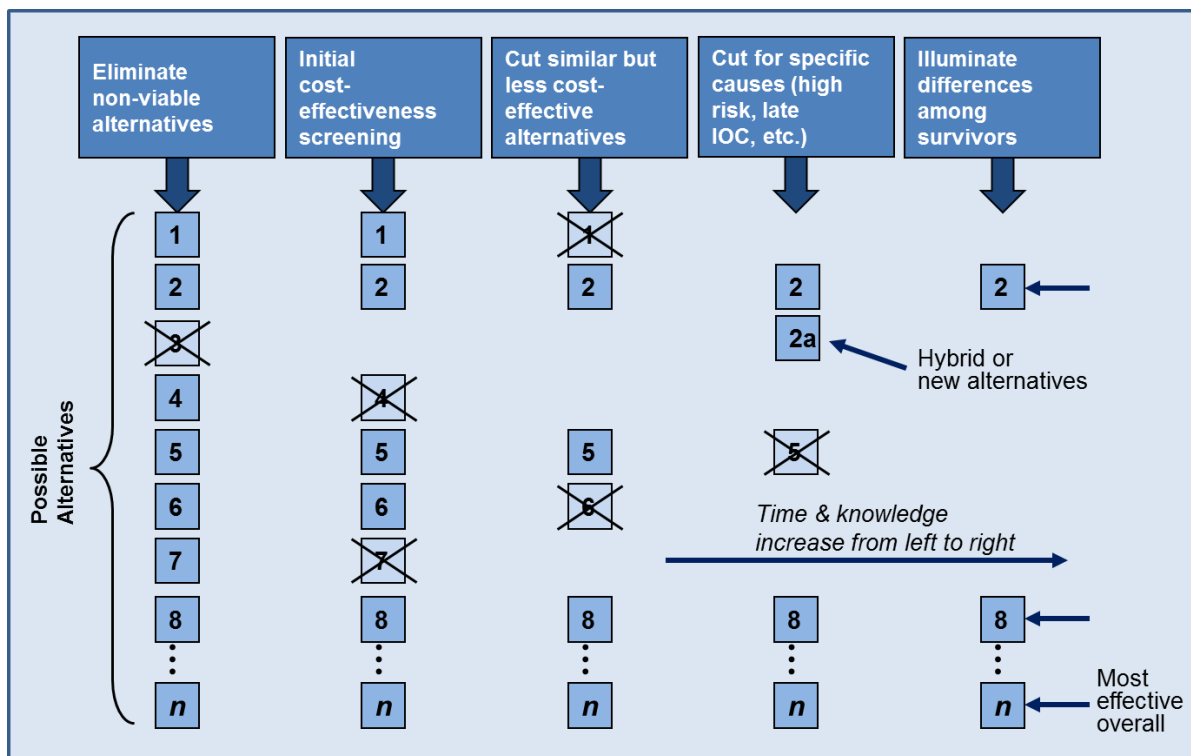 Eliminate
non-viable
alternatives
Initial
cost-
effectiveness
screening
Cut similar but
less cost-
effective
alternatives
Cut for specific
causes (high
risk, late
IOC, etc.)
Illuminate
differences
among
survivors
Possible
Alternatives
1
1
1
2
2
2
2
2
3
2a
Hybrid or
new alternatives
4
4
5
5
5
5
6
6
6
Time & knowledge
increase from left to right
7
7
8
8
8
8
8
n
n
n
n
n
Most
effective
overall